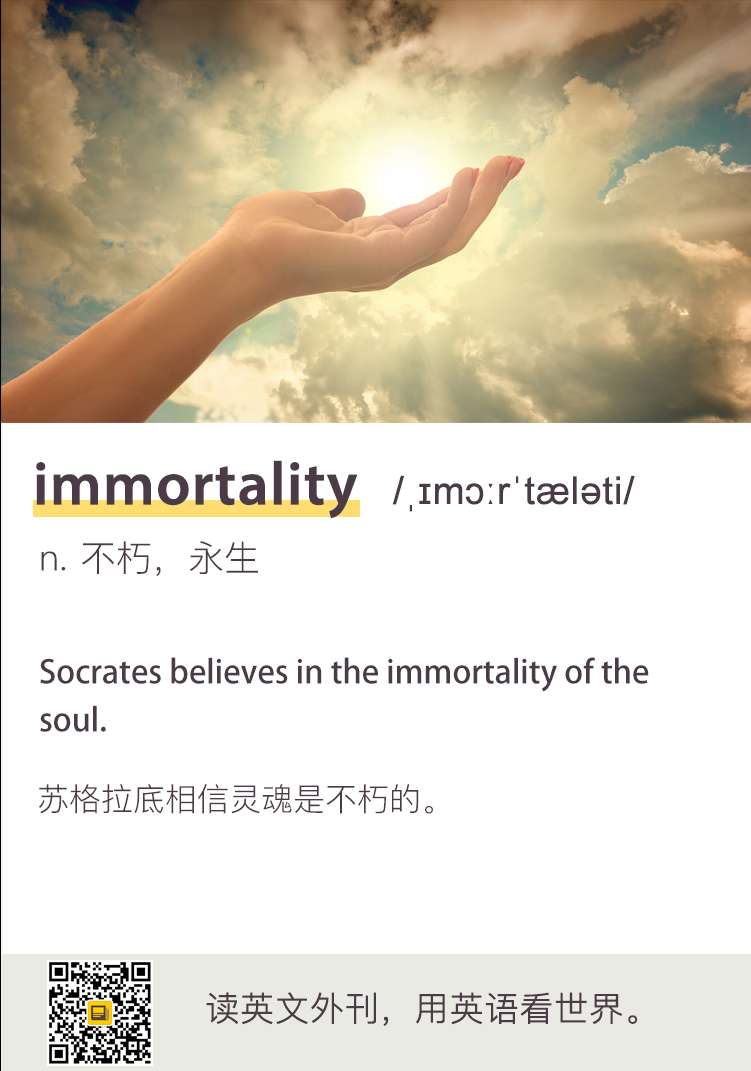 immortality /ˌɪmɔːrˈtæləti/
n. 不朽，永生
Socrates believes in the immortality of the
soul.
苏格拉底相信灵魂是不朽的。
读英文外刊，用英语看世界。